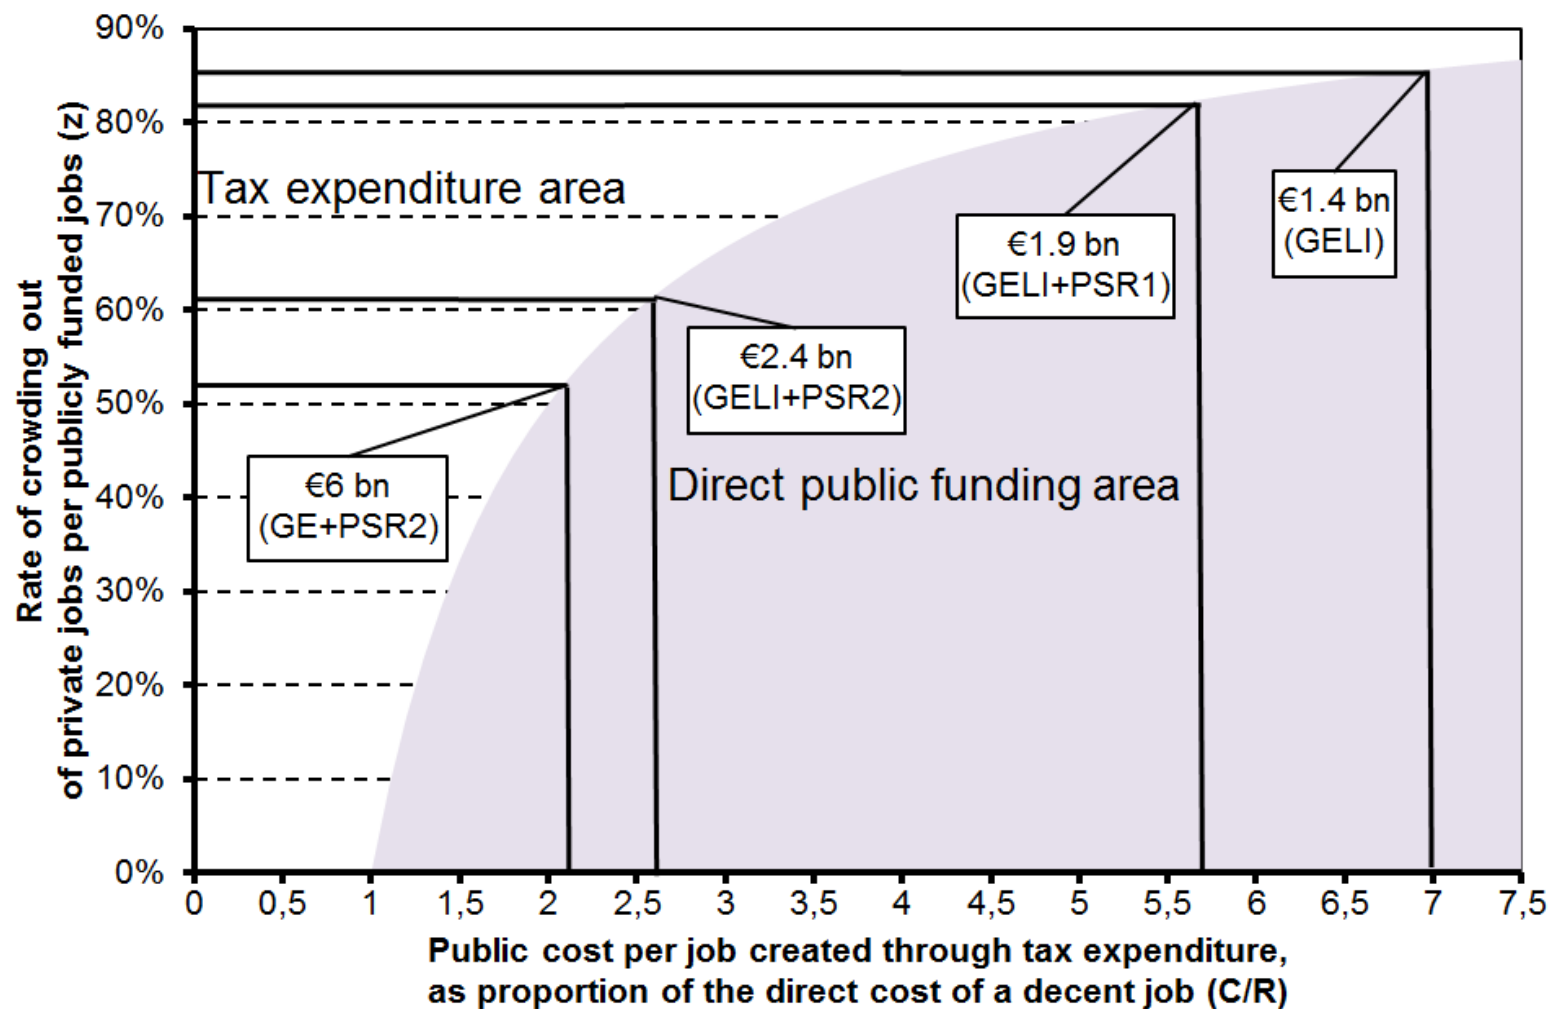 90%
80%
70%
60%
50%
40%
30%
20%
10%
0%
Rate of crowding out
of private jobs per publicly funded jobs (z)
Tax expenditure area
€1.4 bn
(GELI)
€1.9 bn
(GELI+PSR1)
€2.4 bn
(GELI+PSR2)
€6 bn
(GE+PSR2)
Direct public funding area
0 0,5 1 1,5 2 2,5 3 3,5 4 4,5 5 5,5 6 6,5 7 7,5
Public cost per job created through tax expenditure,
as proportion of the direct cost of a decent job (C/R)